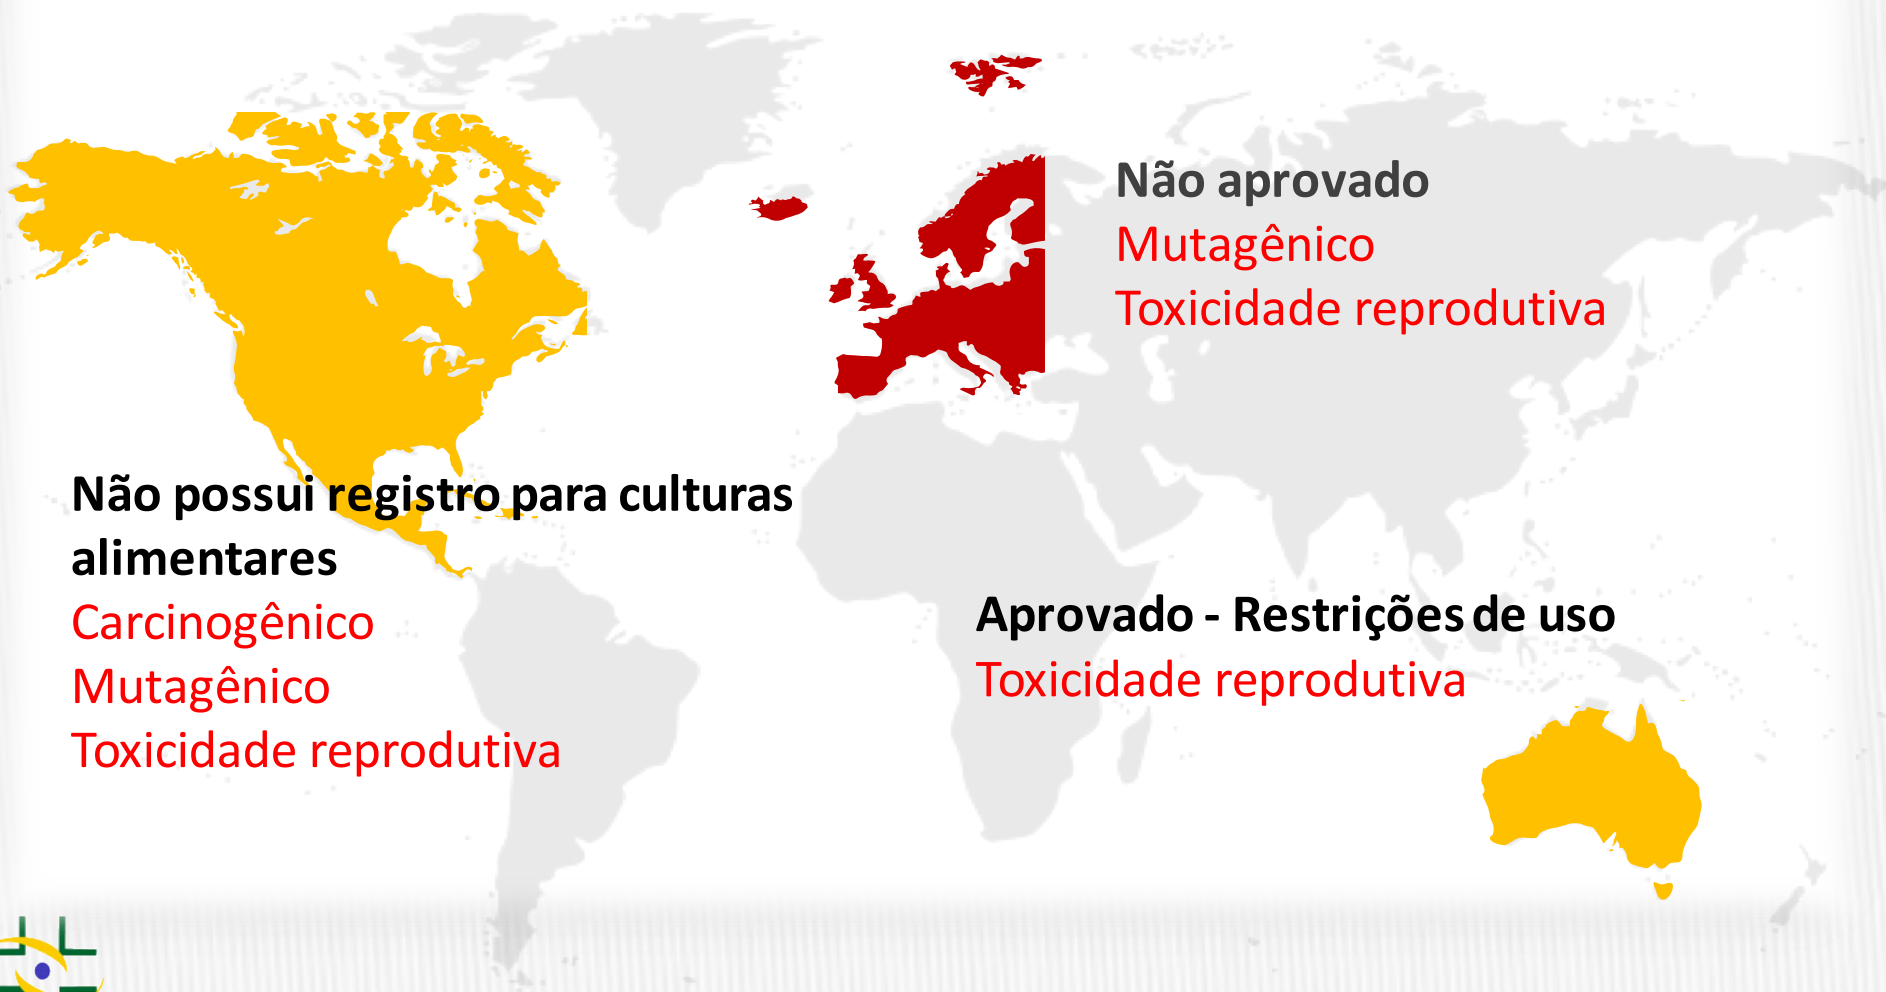 Não aprovado
Mutagênico
Toxicidade reprodutiva
Não possui registro para culturas
alimentares
Carcinogênico
Mutagênico
Toxicidade reprodutiva
Aprovado - Restrições de uso
Toxicidade reprodutiva